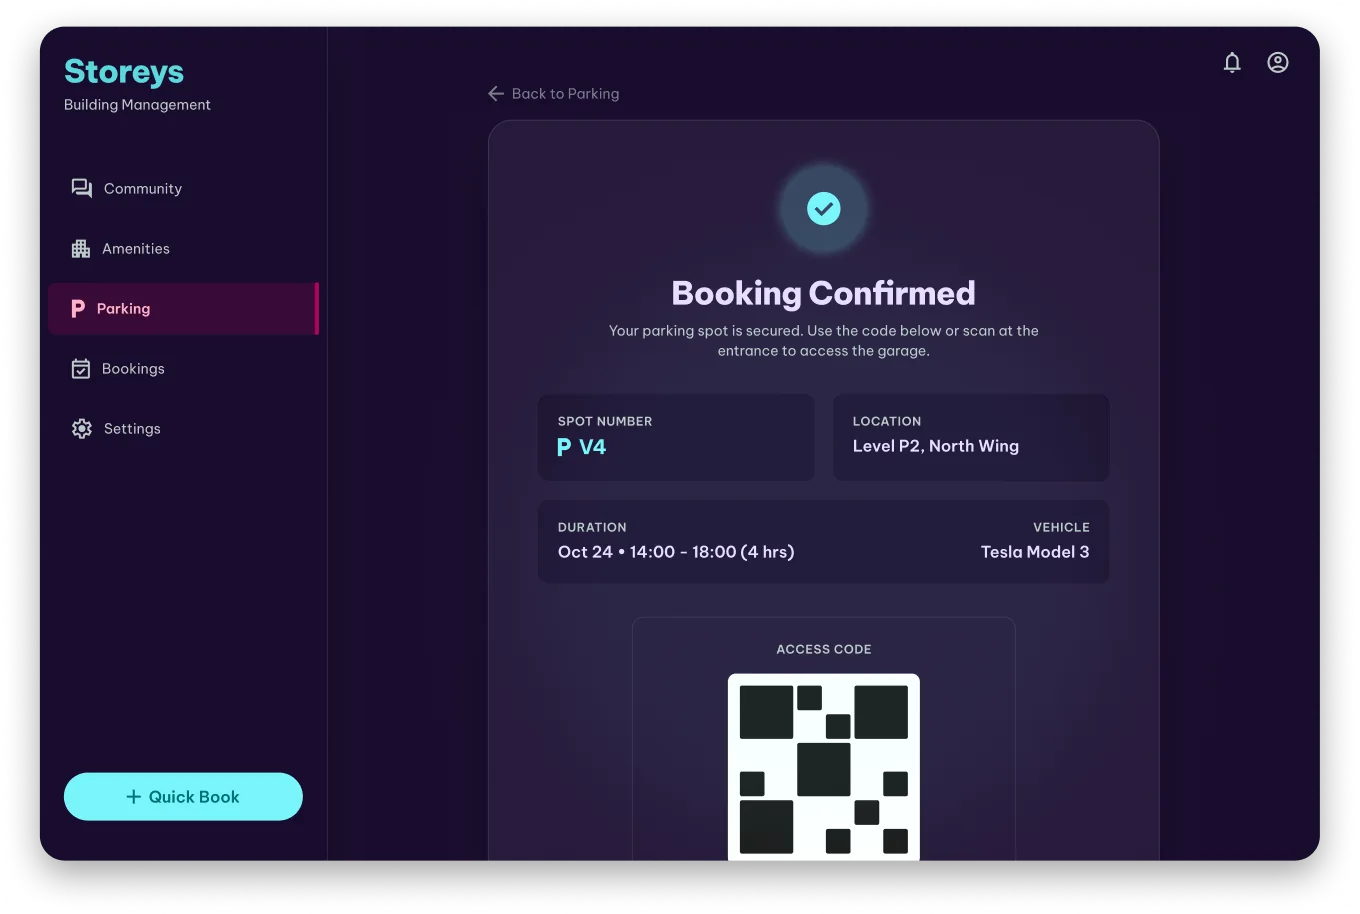 Storeys
Building Management
Community
Amenities
Parking
Bookings
Settings
Quick Book
Back to Parking
Booking Confirmed
Your parking spot is secured. Use the code below or scan at the
entrance to access the garage.
SPOT NUMBER
P V4
LOCATION
Level P2, North Wing
DURATION
Oct 24 • 14:00 - 18:00 (4 hrs)
VEHICLE
Tesla Model 3
ACCESS CODE